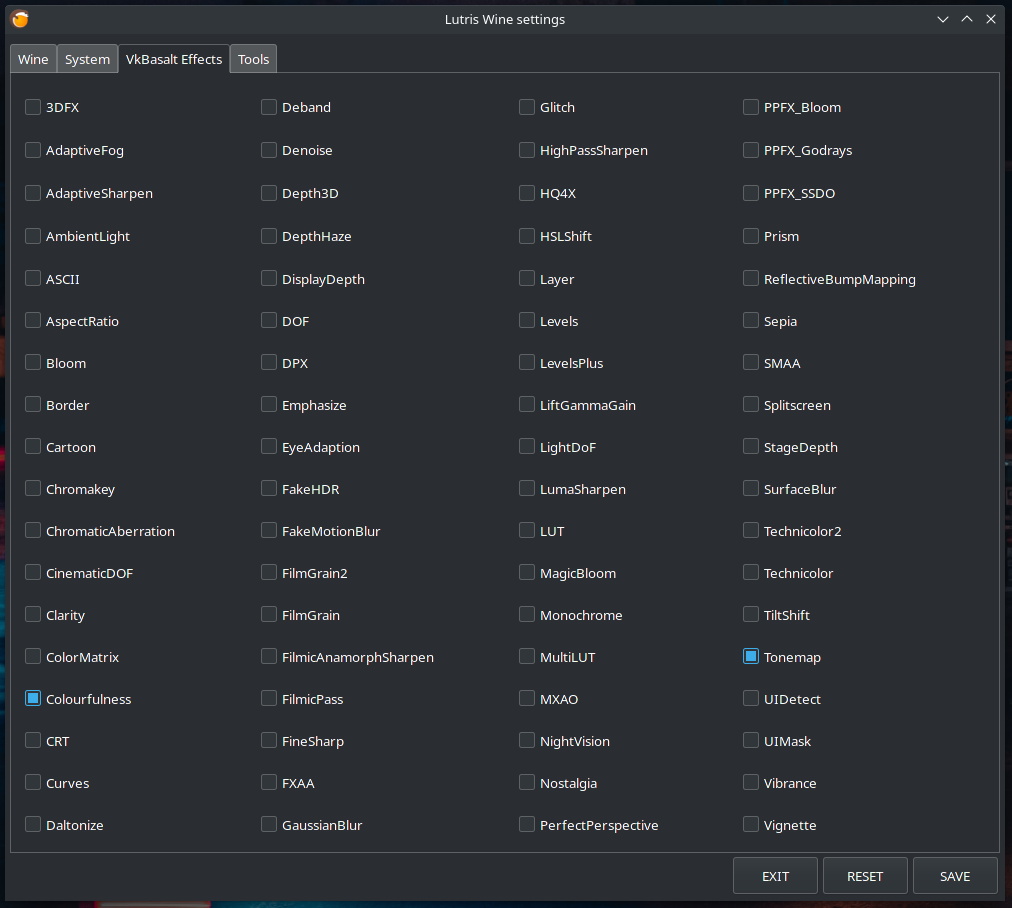 Lutris Wine settings
Wine System VkBasalt Effects Tools
3DFX Deband Glitch PPFX_Bloom
AdaptiveFog Denoise HighPassSharpen PPFX_Godrays
AdaptiveSharpen Depth3D HQ4X PPFX_SSDO
AmbientLight DepthHaze HSLShift Prism
ASCII DisplayDepth Layer ReflectiveBumpMapping
AspectRatio DOF Levels Sepia
Bloom DPX LevelsPlus SMAA
Border Emphasize LiftGammaGain Splitscreen
Cartoon EyeAdaption LightDoF StageDepth
Chromakey FakeHDR LumaSharpen SurfaceBlur
ChromaticAberration FakeMotionBlur LUT Technicolor2
CinematicDOF FilmGrain2 MagicBloom Technicolor
Clarity FilmGrain Monochrome TiltShift
ColorMatrix FilmicAnamorphSharpen MultiLUT Tonemap
Colourfulness FilmicPass MXAO UIDetect
CRT FineSharp NightVision UIMask
Curves FXAA Nostalgia Vibrance
Daltonize GaussianBlur PerfectPerspective Vignette
EXIT RESET SAVE